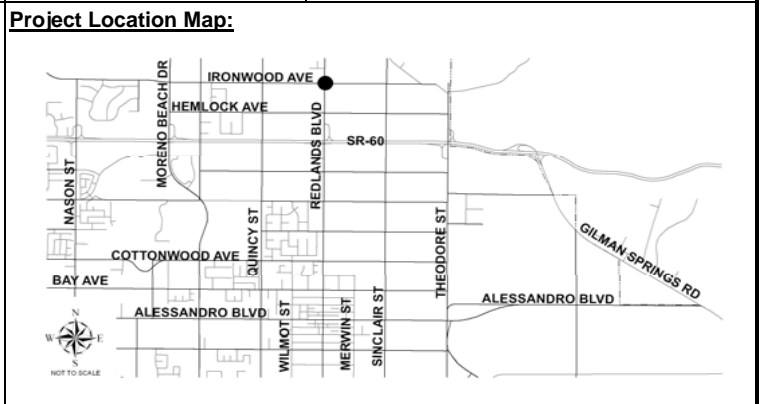 Project Location Map:
IRONWOOD AVE
MORENO BEACH DR
HEMLOCK AVE
REDLANDS BLVD
SR-60
NASON ST
QUINCY ST
THEODORE ST
GILMAN SPRINGS RD
COTTONWOOD AVE
BAY AVE
ALESSANDRO BLVD
ALESSANDRO BLVD
WILMOT ST
MERWIN ST
SINCLAIR ST
N
W E
S
NOT TO SCALE